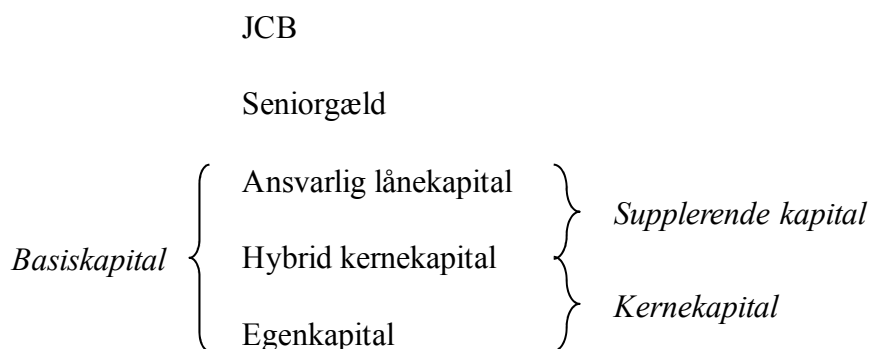 JCB
Seniorgæld
Ansvarlig lånekapital
Supplerende kapital
Basiskapital
Hybrid kernekapital
Kernekapital
Egenkapital